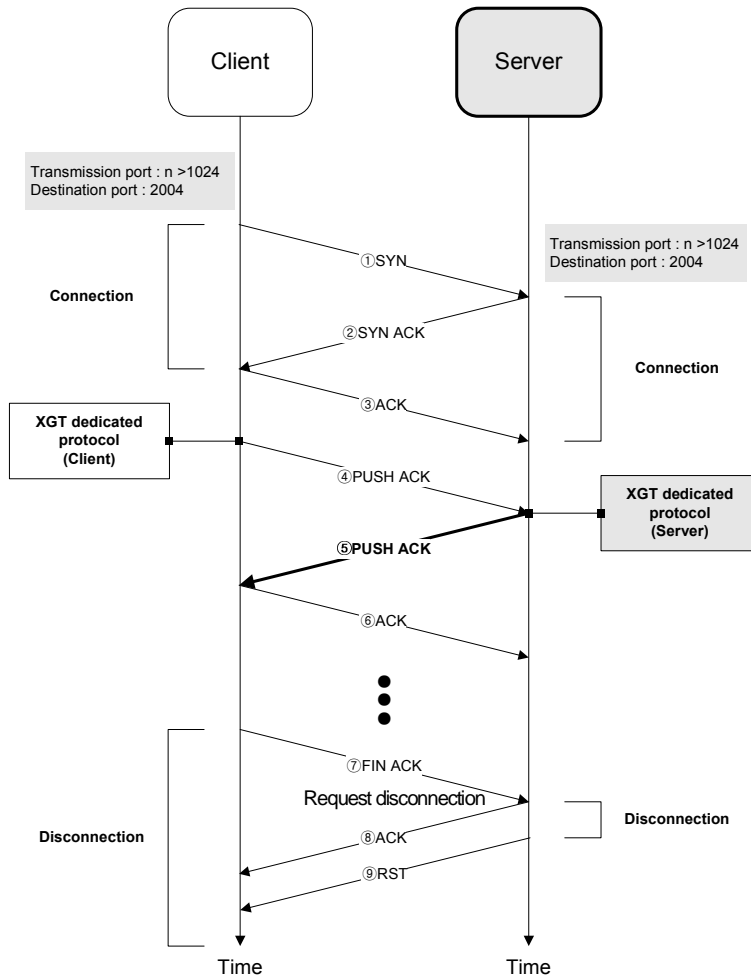 Client
Server
Transmission port : n >1024
Destination port : 2004
①SYN
Transmission port : n >1024
Destination port : 2004
Connection
②SYN ACK
Connection
③ACK
XGT dedicated
protocol
(Client)
④PUSH ACK
XGT dedicated
protocol
(Server)
⑤PUSH ACK
⑥ACK
⑦FIN ACK
Request disconnection
Disconnection
Disconnection
⑧ACK
⑨RST
Time
Time